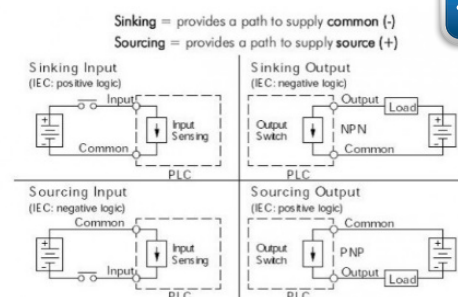 Sinking = provides a path to supply common (-)
Sourcing = provides a path to supply source (+)
Sinking Input
(IEC: positive logic)
Input
+
-
Input
Sensing
Common
PLC
Sinking Output
(IEC: negative logic)
Output
Load
Output
Switch
NPN
+
-
Common
PLC
Sourcing Input
(IEC: negative logic)
Common
+
-
Input
Sensing
Input
PLC
Sourcing Output
(IEC: positive logic)
Common
Output
Switch
PNP
+
-
Output
Load
PLC